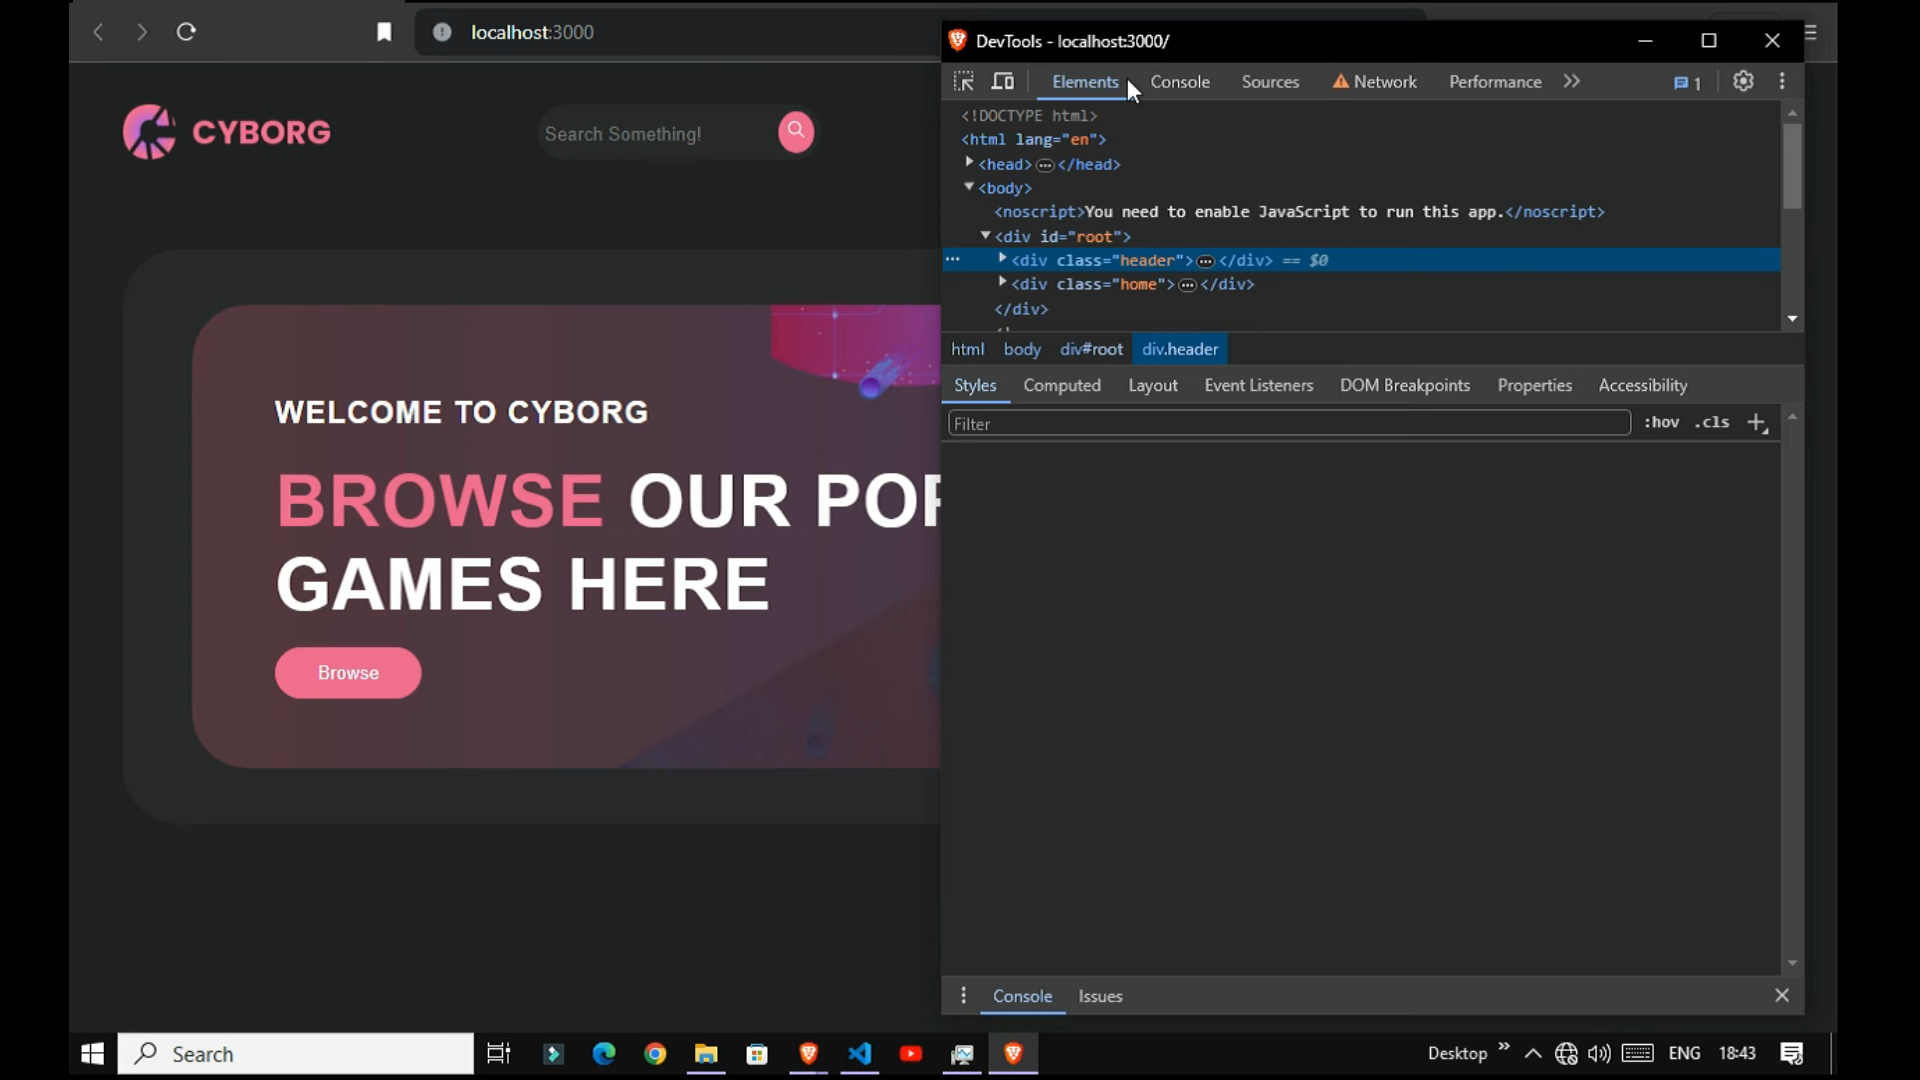 localhost:3000
CYBORG
Search Something!
WELCOME TO CYBORG
BROWSE OUR POP
GAMES HERE
Browse
DevTools - localhost:3000/
Elements Console Sources Network Performance 1
<!DOCTYPE html>
<html lang="en">
<head>…</head>
<body>
<noscript>You need to enable JavaScript to run this app.</noscript>
<div id="root">
<div class="header">…</div> == $0
<div class="home">…</div>
</div>
html body div#root div.header
Styles Computed Layout Event Listeners DOM Breakpoints Properties Accessibility
Filter :hov .cls
Console Issues
Search Desktop ENG 18:43